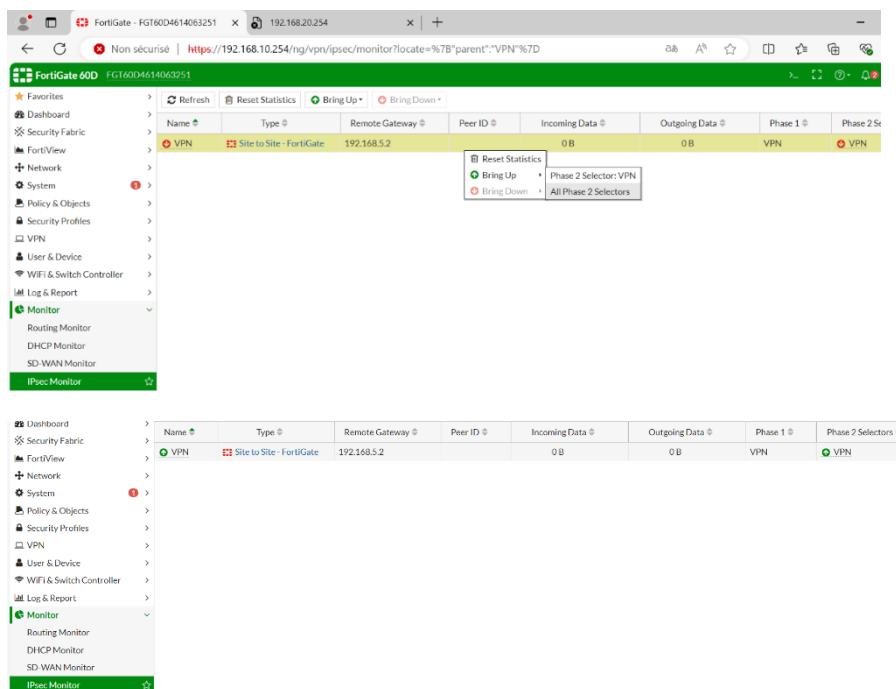 FortiGate - FGT60D4614063251 192.168.20.254
Non sécurisé https://192.168.10.254/ng/vpn/ipsec/monitor?locate=%7B"parent":"VPN"%7D
FortiGate 60D FGT60D4614063251 2
Favorites
Dashboard
Security Fabric
FortiView
Network
System 1
Policy & Objects
Security Profiles
VPN
User & Device
WiFi & Switch Controller
Log & Report
Monitor
Routing Monitor
DHCP Monitor
SD-WAN Monitor
IPsec Monitor
Refresh Reset Statistics Bring Up Bring Down
Name Type Remote Gateway Peer ID Incoming Data Outgoing Data Phase 1 Phase 2 Se
VPN Site to Site - FortiGate 192.168.5.2 0 B 0 B VPN VPN
Reset Statistics
Bring Up Phase 2 Selector: VPN
Bring Down All Phase 2 Selectors
Dashboard
Security Fabric
FortiView
Network
System 1
Policy & Objects
Security Profiles
VPN
User & Device
WiFi & Switch Controller
Log & Report
Monitor
Routing Monitor
DHCP Monitor
SD-WAN Monitor
IPsec Monitor
Name Type Remote Gateway Peer ID Incoming Data Outgoing Data Phase 1 Phase 2 Selectors
VPN Site to Site - FortiGate 192.168.5.2 0 B 0 B VPN VPN